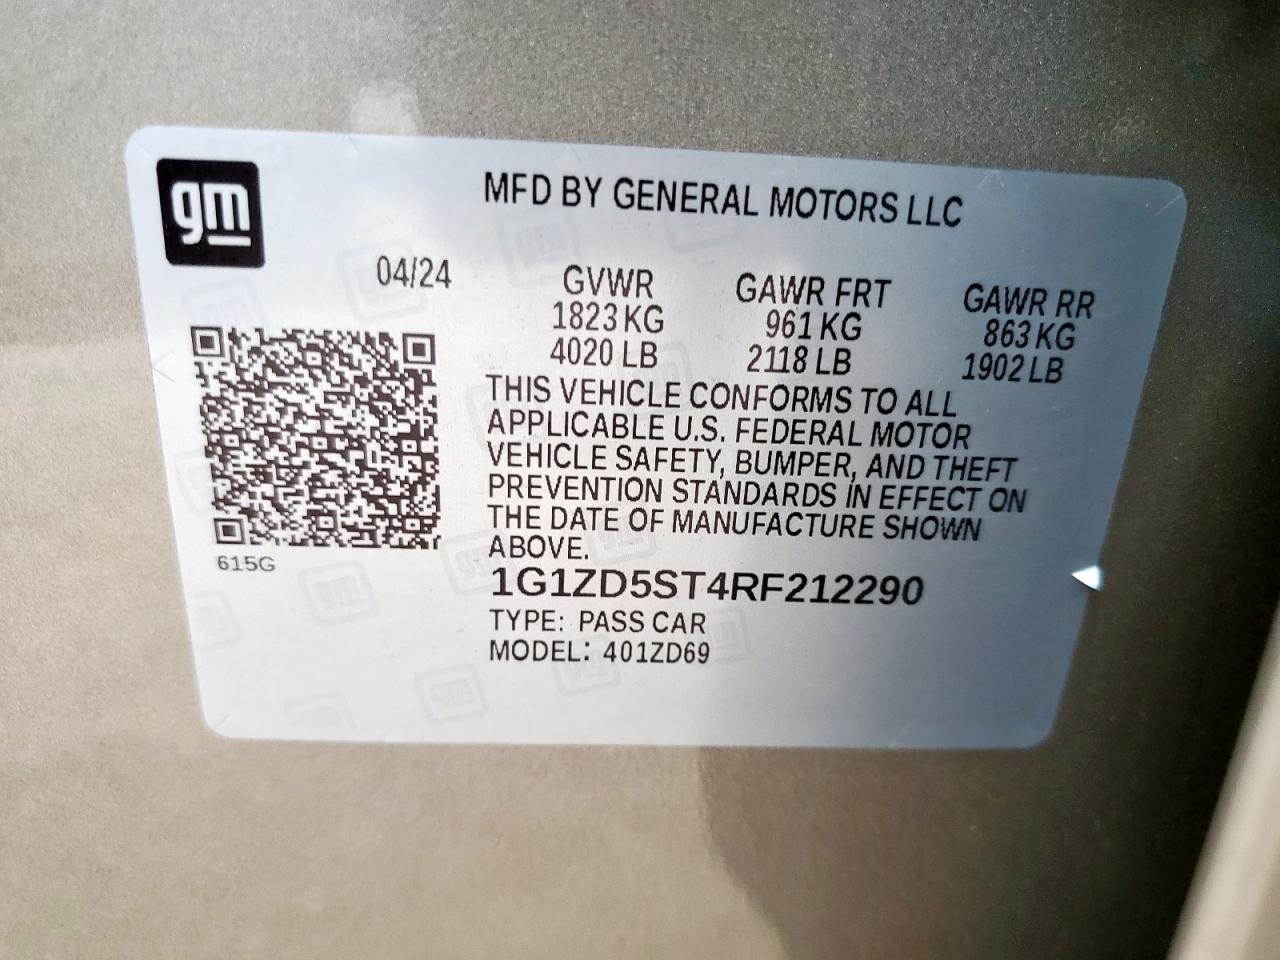 gm
MFD BY GENERAL MOTORS LLC
04/24
GVWR GAWR FRT GAWR RR
1823 KG 961 KG 863 KG
4020 LB 2118 LB 1902 LB
THIS VEHICLE CONFORMS TO ALL
APPLICABLE U.S. FEDERAL MOTOR
VEHICLE SAFETY, BUMPER, AND THEFT
PREVENTION STANDARDS IN EFFECT ON
THE DATE OF MANUFACTURE SHOWN
ABOVE.
615G
1G1ZD5ST4RF212290
TYPE: PASS CAR
MODEL: 401ZD69